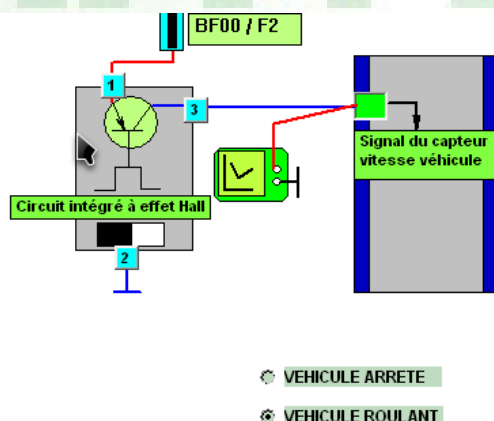 BF00 / F2
1
3
Signal du capteur
vitesse véhicule
Circuit intégré à effet Hall
2
VEHICULE ARRETE
VEHICULE ROULANT